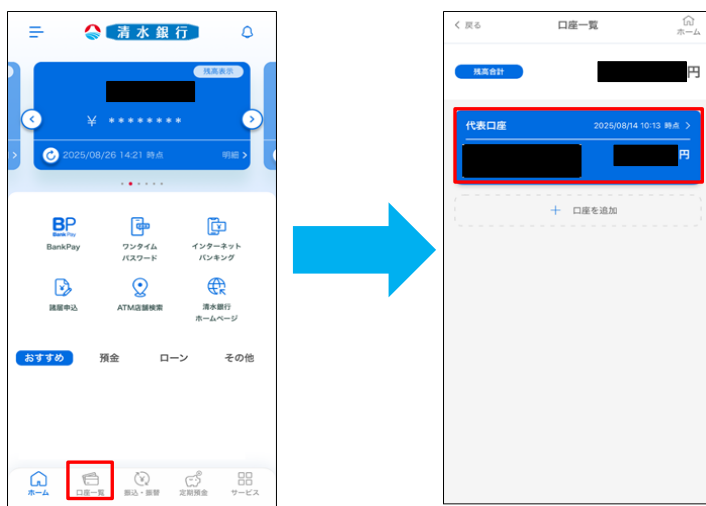 清水銀行
残高表示
¥ ********
2025/08/26 14:21 時点
明細 >
BP
Bank Pay
BankPay
ワンタイム
パスワード
インターネット
バンキング
諸届申込
ATM店舗検索
清水銀行
ホームページ
おすすめ 預金 ローン その他
ホーム 口座一覧 振込・振替 定期預金 サービス
< 戻る 口座一覧 ホーム
残高合計 円
代表口座 2025/08/14 10:13 時点 >
円
+ 口座を追加